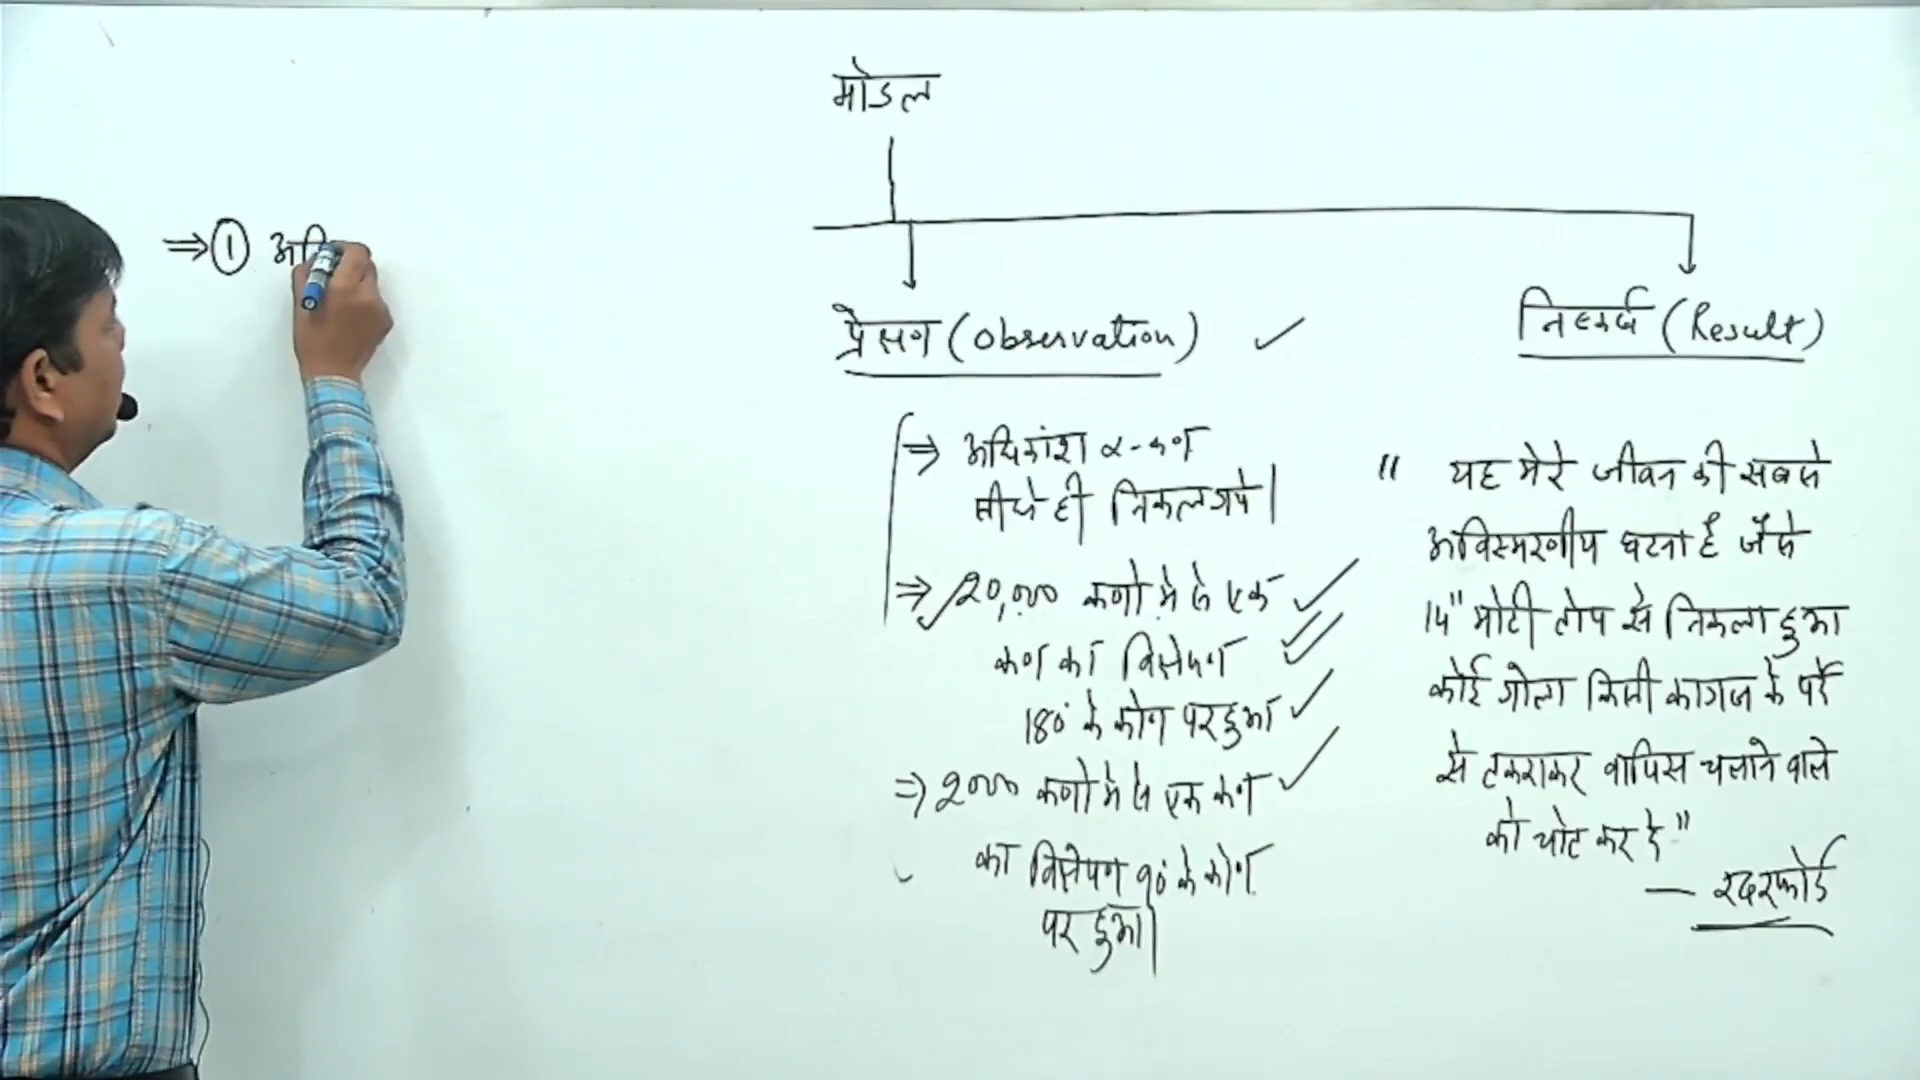 मोडल
⇒ ① अधि
प्रेक्षण (observation) ✓
⇒ अधिकांश α-कण
सीधे ही निकल गये।
⇒ 20,000 कणो मे से एक
कण का विक्षेपण
180° के कोण पर हुआ
⇒ 2000 कणो मे से एक कण
का विक्षेपण 90° के कोण
पर हुआ।
निष्कर्ष (Result)
" यह मेरे जीवन की सबसे
अविस्मरणीय घटना है जैसे
14" मोटी तोप से निकला हुआ
कोई गोला किसी कागज के पर्दे
से टकराकर वापिस चलाने वाले
को चोट कर दे"
— रदरफोर्ड